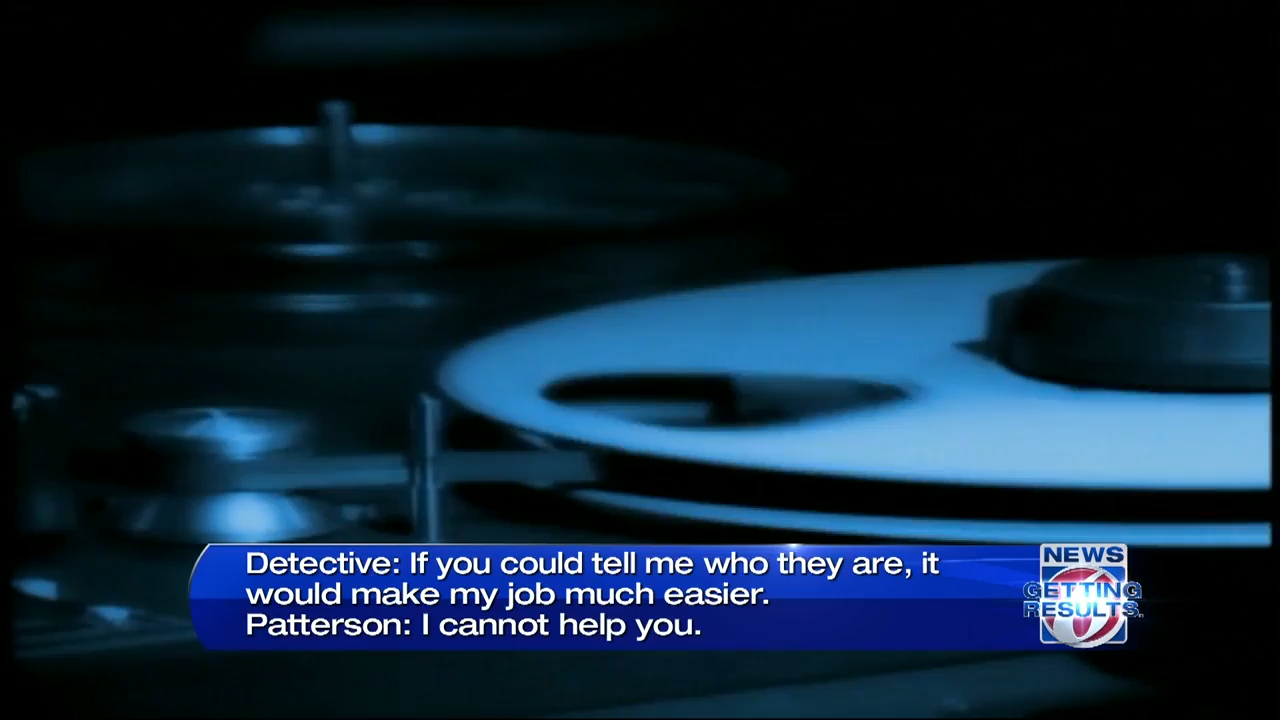 Detective: If you could tell me who they are, it
would make my job much easier.
Patterson: I cannot help you.
NEWS
GETTING
RESULTS